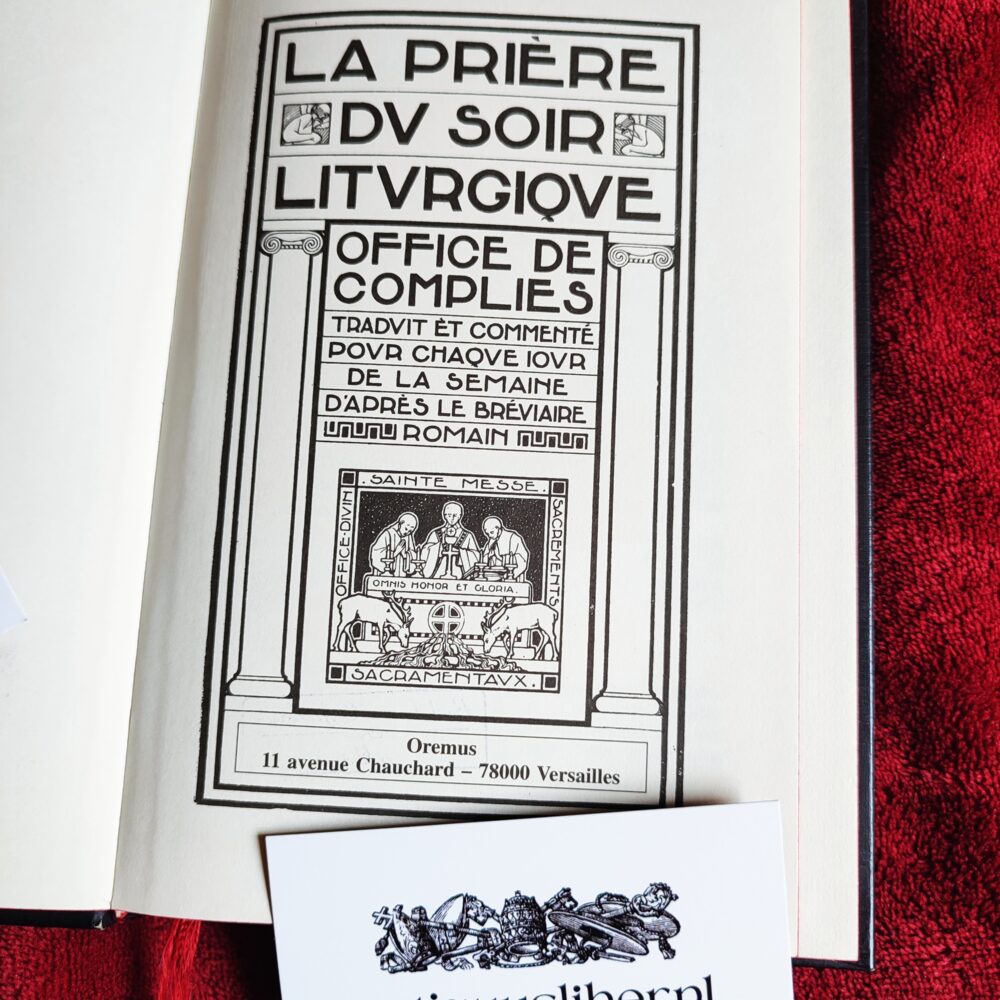 LA PRIÈRE
DV SOIR
LITVRGIQVE
OFFICE DE
COMPLIES
TRADVIT ÈT COMMENTÉ
POVR CHAQVE IOVR
DE LA SEMAINE
D'APRÈS LE BRÉVIAIRE
ROMAIN
. SAINTE MESSE .
OFFICE · DIVIN
SACREMENTS
OMNIS HONOR ET GLORIA .
SACRAMENTAVX .
Oremus
11 avenue Chauchard – 78000 Versailles